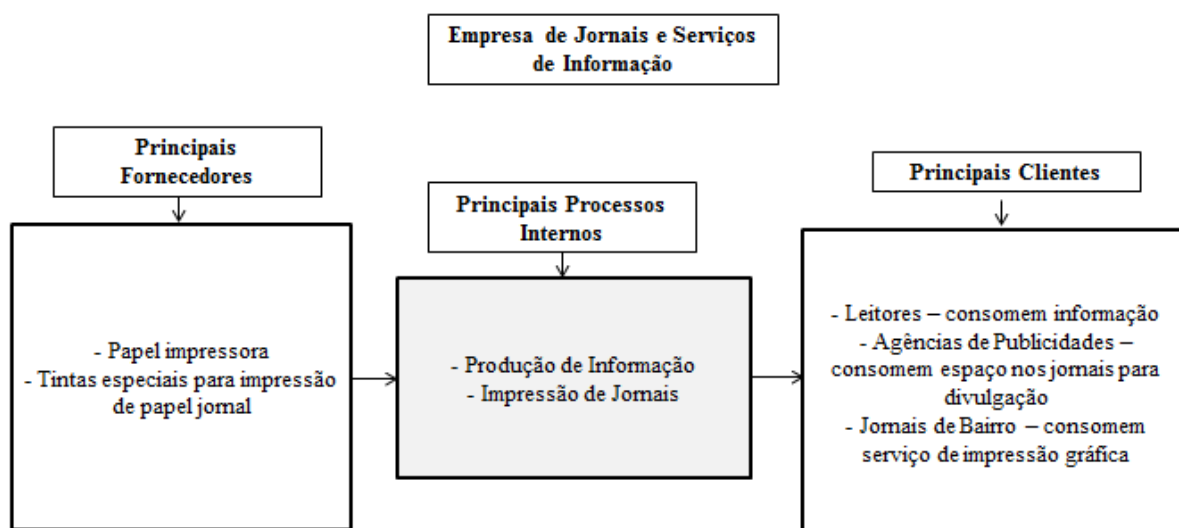 Empresa de Jornais e Serviços
de Informação
Principais
Fornecedores
- Papel impressora
- Tintas especiais para impressão
de papel jornal
Principais Processos
Internos
- Produção de Informação
- Impressão de Jornais
Principais Clientes
- Leitores – consomem informação
- Agências de Publicidades –
consomem espaço nos jornais para
divulgação
- Jornais de Bairro – consomem
serviço de impressão gráfica